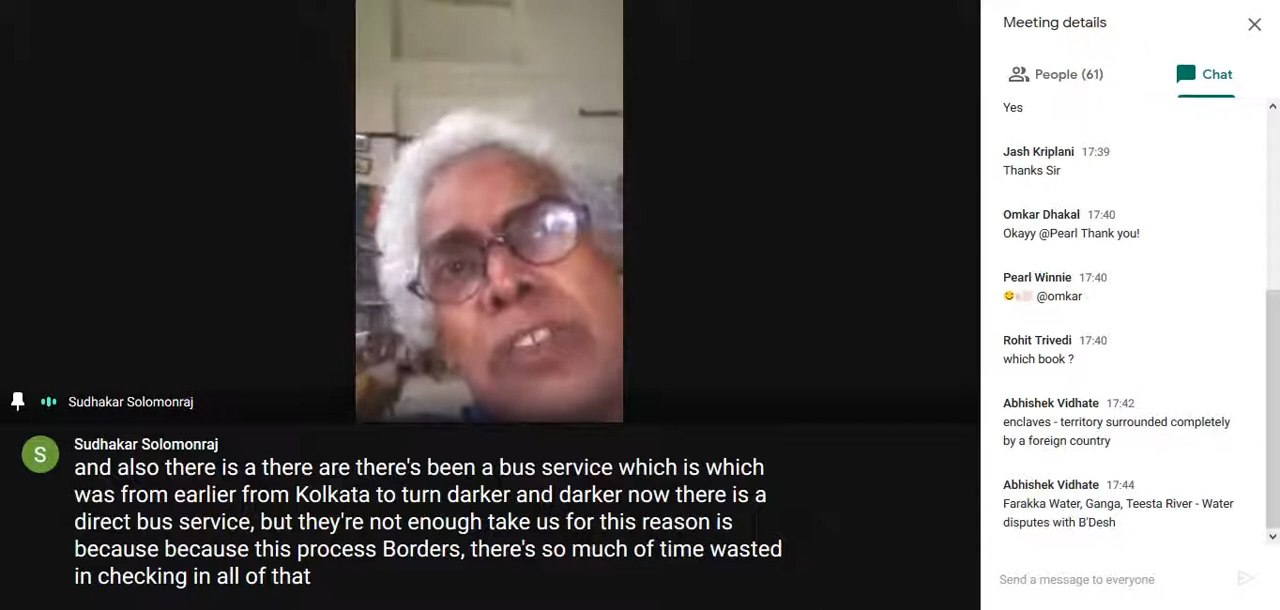 Sudhakar Solomonraj
S
Sudhakar Solomonraj
and also there is a there are there's been a bus service which is which
was from earlier from Kolkata to turn darker and darker now there is a
direct bus service, but they're not enough take us for this reason is
because because this process Borders, there's so much of time wasted
in checking in all of that
Meeting details
People (61)
Chat
Yes
Jash Kriplani 17:39
Thanks Sir
Omkar Dhakal 17:40
Okayy @Pearl Thank you!
Pearl Winnie 17:40
@omkar
Rohit Trivedi 17:40
which book ?
Abhishek Vidhate 17:42
enclaves - territory surrounded completely
by a foreign country
Abhishek Vidhate 17:44
Farakka Water, Ganga, Teesta River - Water
disputes with B'Desh
Send a message to everyone